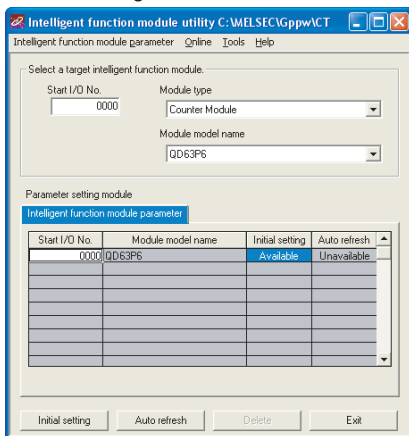 Intelligent function module utility C:\MELSEC\Gppw\CT
Intelligent function module parameter Online Tools Help
Select a target intelligent function module.
Start I/O No. Module type
0000 Counter Module
Module model name
QD63P6
Parameter setting module
Intelligent function module parameter
Start I/O No. Module model name Initial setting Auto refresh
0000 QD63P6 Available Unavailable
Initial setting Auto refresh Delete Exit